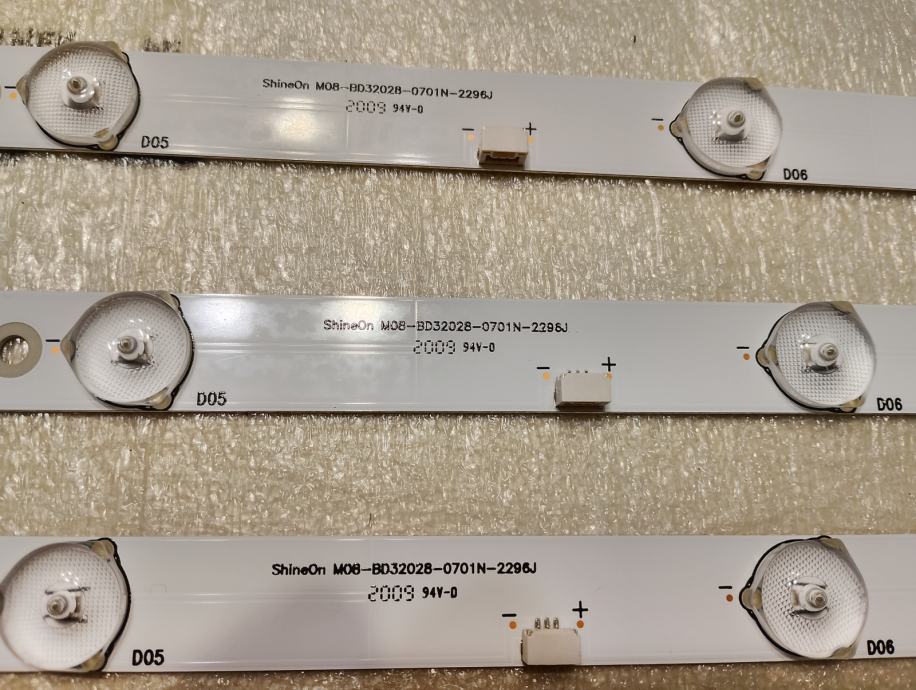 ShineOn M08-BD32028-0701N-2296J
2009 94V-0
- +
-
D05
D06
ShineOn M08-BD32028-0701N-2296J
2009 94V-0
- +
-
-
D05
D06
ShineOn M08-BD32028-0701N-2296J
2009 94V-0
- +
-
D05
D06